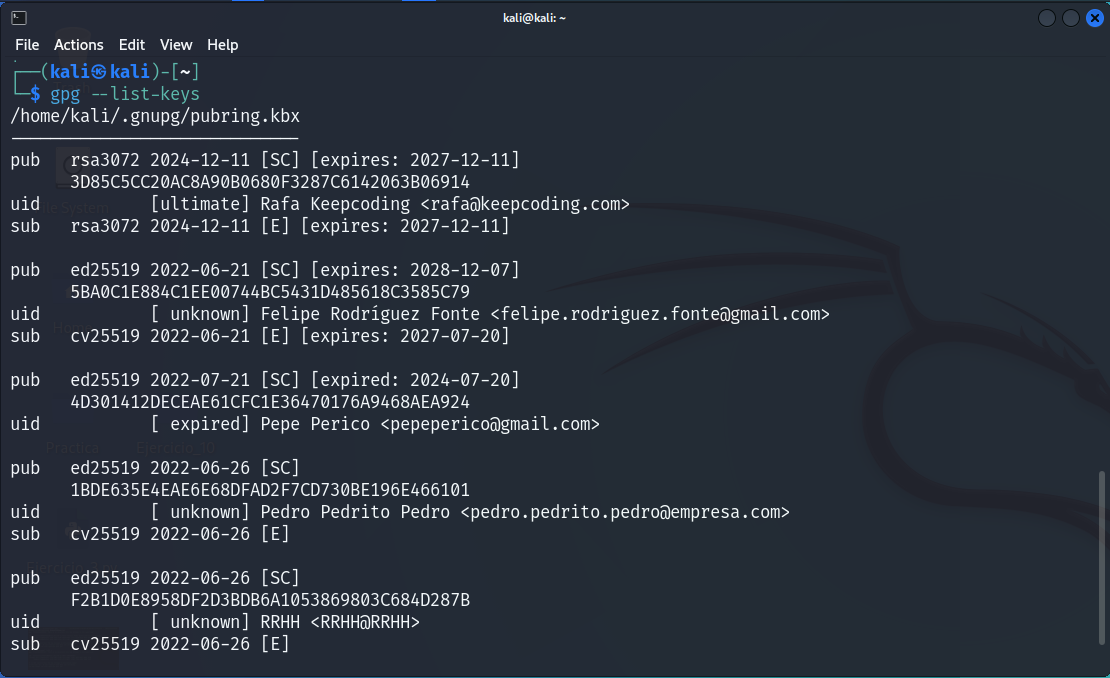 kali@kali: ~
File Actions Edit View Help
┌──(kali㉿kali)-[~]
└─$ gpg --list-keys
/home/kali/.gnupg/pubring.kbx
-----------------------------
pub   rsa3072 2024-12-11 [SC] [expires: 2027-12-11]
      3D85C5CC20AC8A90B0680F3287C6142063B06914
uid           [ultimate] Rafa Keepcoding <rafa@keepcoding.com>
sub   rsa3072 2024-12-11 [E] [expires: 2027-12-11]
pub   ed25519 2022-06-21 [SC] [expires: 2028-12-07]
      5BA0C1E884C1EE00744BC5431D485618C3585C79
uid           [ unknown] Felipe Rodríguez Fonte <felipe.rodriguez.fonte@gmail.com>
sub   cv25519 2022-06-21 [E] [expires: 2027-07-20]
pub   ed25519 2022-07-21 [SC] [expired: 2024-07-20]
      4D301412DECEAE61CFC1E36470176A9468AEA924
uid           [ expired] Pepe Perico <pepeperico@gmail.com>
Práctica Ejercicio_10
pub   ed25519 2022-06-26 [SC]
      1BDE635E4EAE6E68DFAD2F7CD730BE196E466101
uid           [ unknown] Pedro Pedrito Pedro <pedro.pedrito.pedro@empresa.com>
sub   cv25519 2022-06-26 [E]
pub   ed25519 2022-06-26 [SC]
      F2B1D0E8958DF2D3BDB6A1053869803C684D287B
uid           [ unknown] RRHH <RRHH@RRHH>
sub   cv25519 2022-06-26 [E]